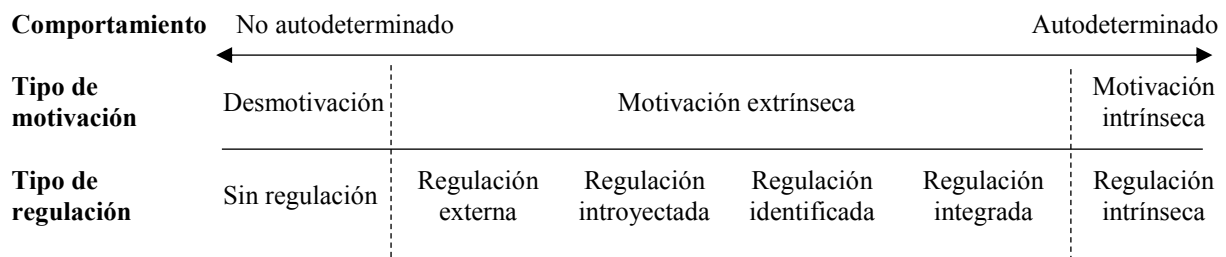 Comportamiento No autodeterminado Autodeterminado
Tipo de motivación Desmotivación Motivación extrínseca Motivación intrínseca
Tipo de regulación Sin regulación Regulación externa Regulación introyectada Regulación identificada Regulación integrada Regulación intrínseca